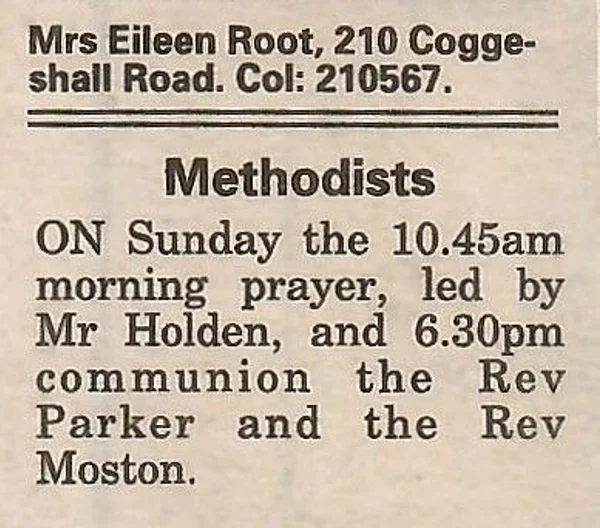 Mrs Eileen Root, 210 Cogge-
shall Road. Col: 210567.
Methodists
ON Sunday the 10.45am
morning prayer, led by
Mr Holden, and 6.30pm
communion the Rev
Parker and the Rev
Moston.